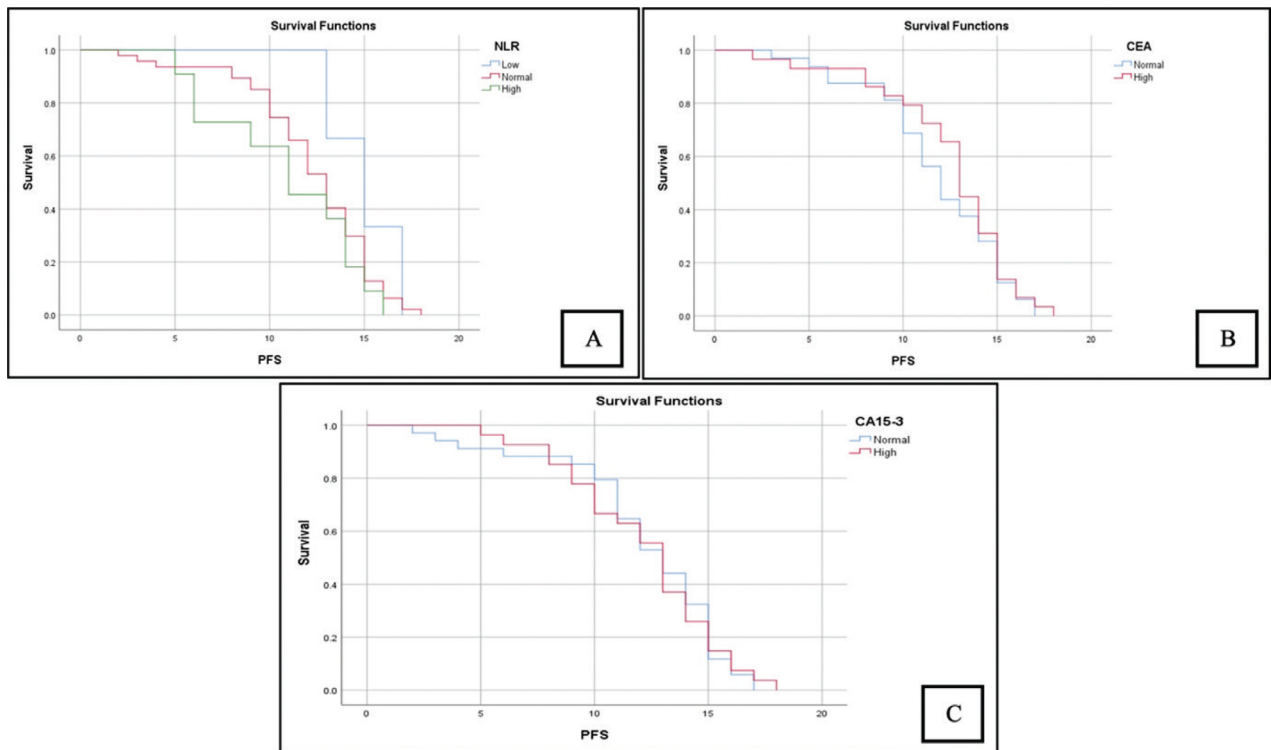 Survival Functions
NLR
Low
Normal
High
1.0
0.8
0.6
0.4
0.2
0.0
Survival
0 5 10 15 20
PFS
A
Survival Functions
CEA
Normal
High
1.0
0.8
0.6
0.4
0.2
0.0
Survival
0 5 10 15 20
PFS
B
Survival Functions
CA15-3
Normal
High
1.0
0.8
0.6
0.4
0.2
0.0
Survival
0 5 10 15 20
PFS
C